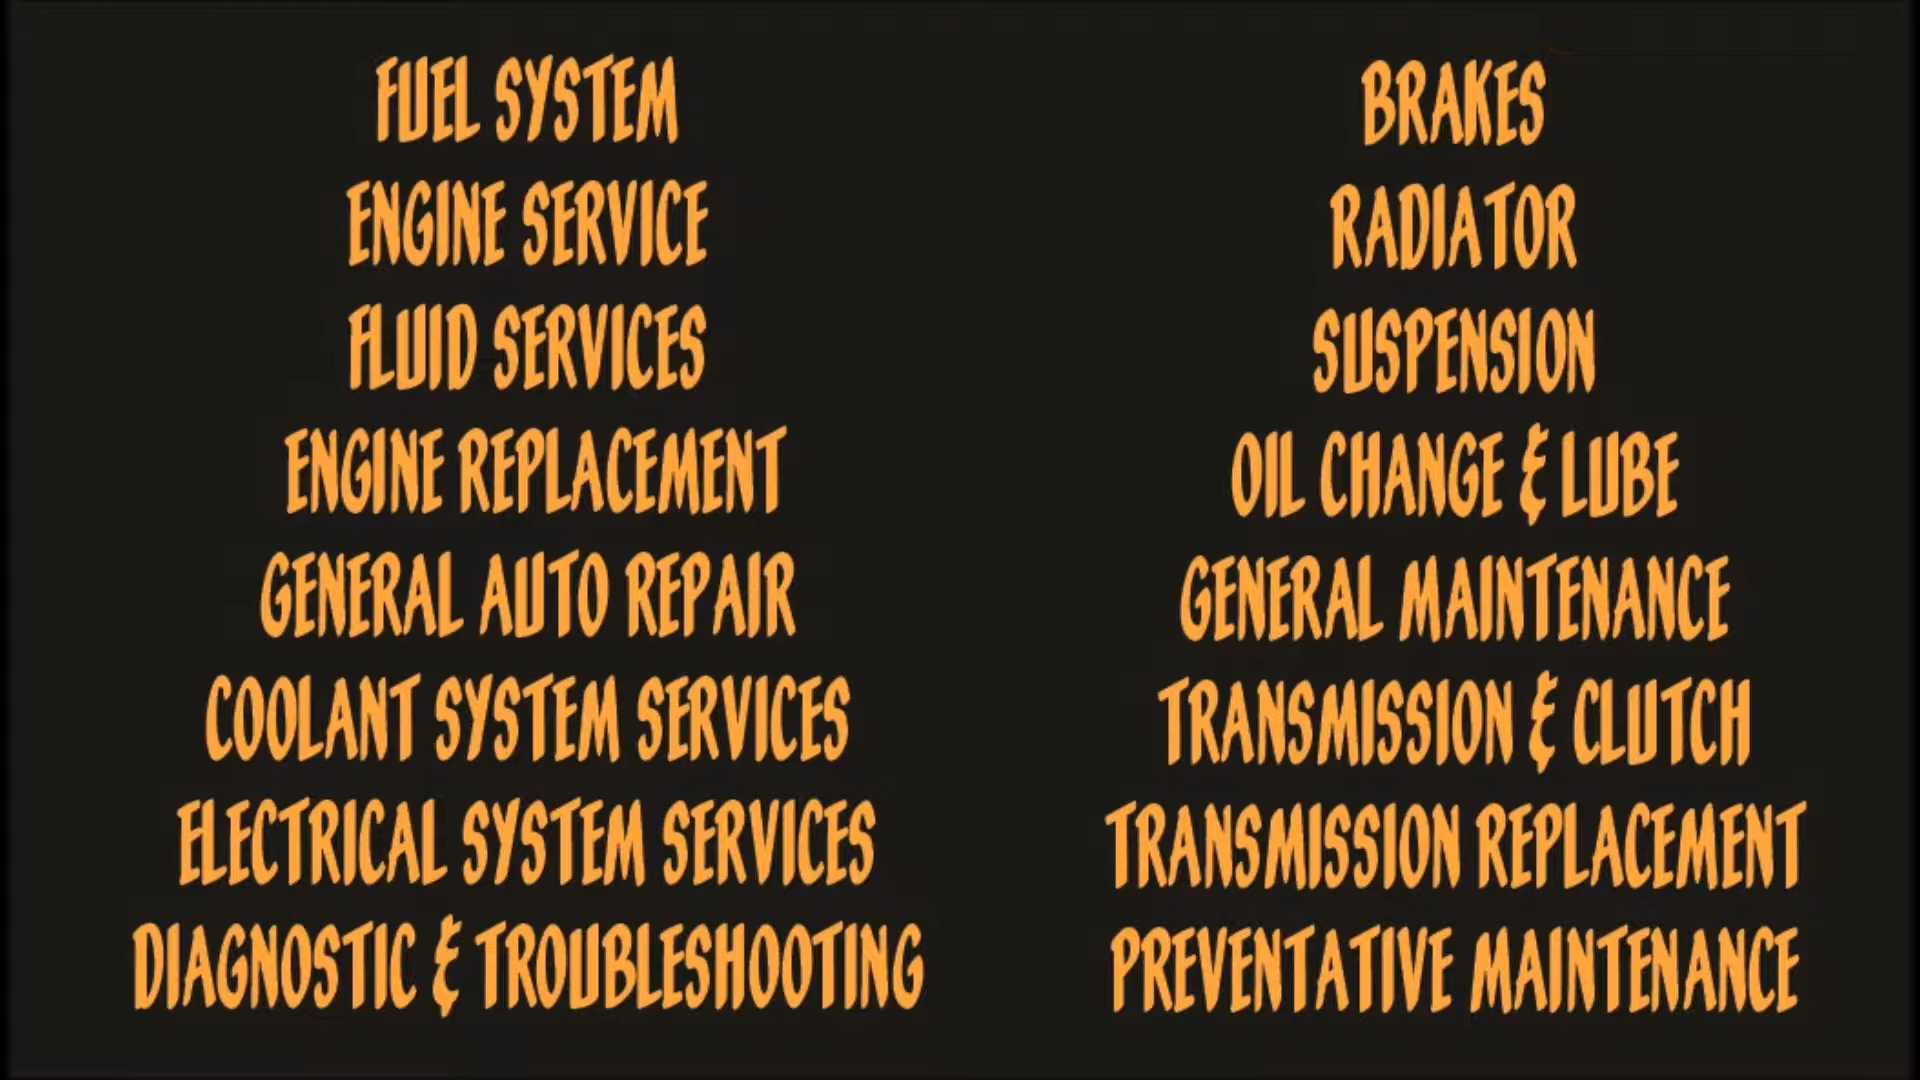 FUEL SYSTEM
ENGINE SERVICE
FLUID SERVICES
ENGINE REPLACEMENT
GENERAL AUTO REPAIR
COOLANT SYSTEM SERVICES
ELECTRICAL SYSTEM SERVICES
DIAGNOSTIC & TROUBLESHOOTING
BRAKES
RADIATOR
SUSPENSION
OIL CHANGE & LUBE
GENERAL MAINTENANCE
TRANSMISSION & CLUTCH
TRANSMISSION REPLACEMENT
PREVENTATIVE MAINTENANCE